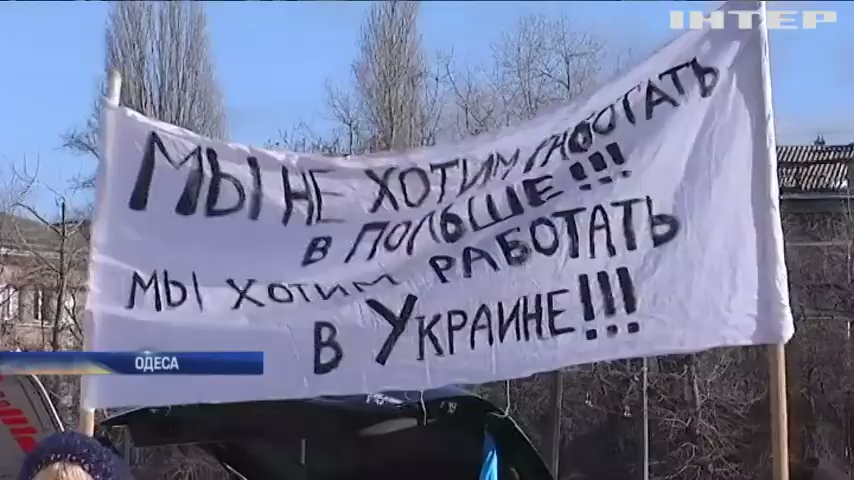 ІНТЕР
МЫ НЕ ХОТИМ РАБОТАТЬ
В ПОЛЬШЕ!!!
МЫ ХОТИМ РАБОТАТЬ
В УКРАИНЕ!!!
ОДЕСА